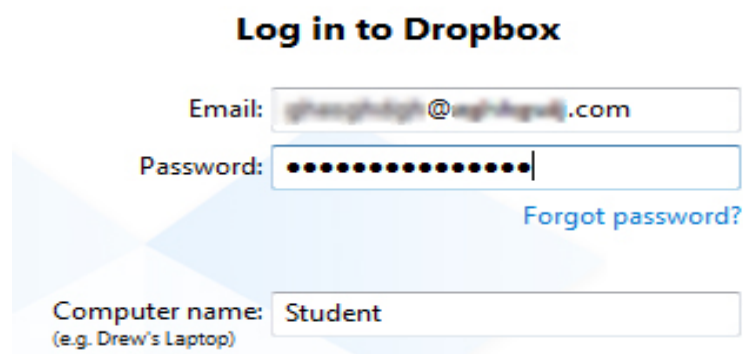 Log in to Dropbox
Email: @ .com
Password: •••••••••••••••
Forgot password?
Computer name: Student
(e.g. Drew's Laptop)